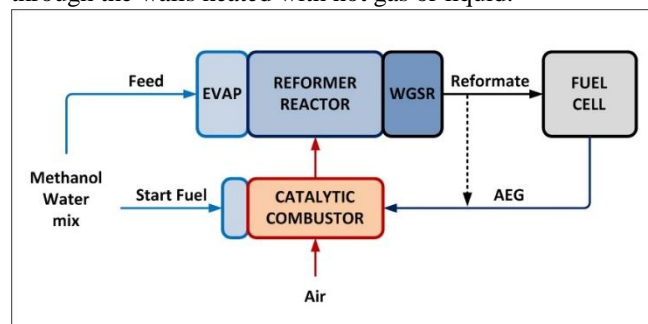 through the walls heated with hot gas or liquid.
Feed
EVAP
REFORMER
REACTOR
WGSR
Reformate
FUEL
CELL
Methanol
Water
mix
Start Fuel
CATALYTIC
COMBUSTOR
AEG
Air